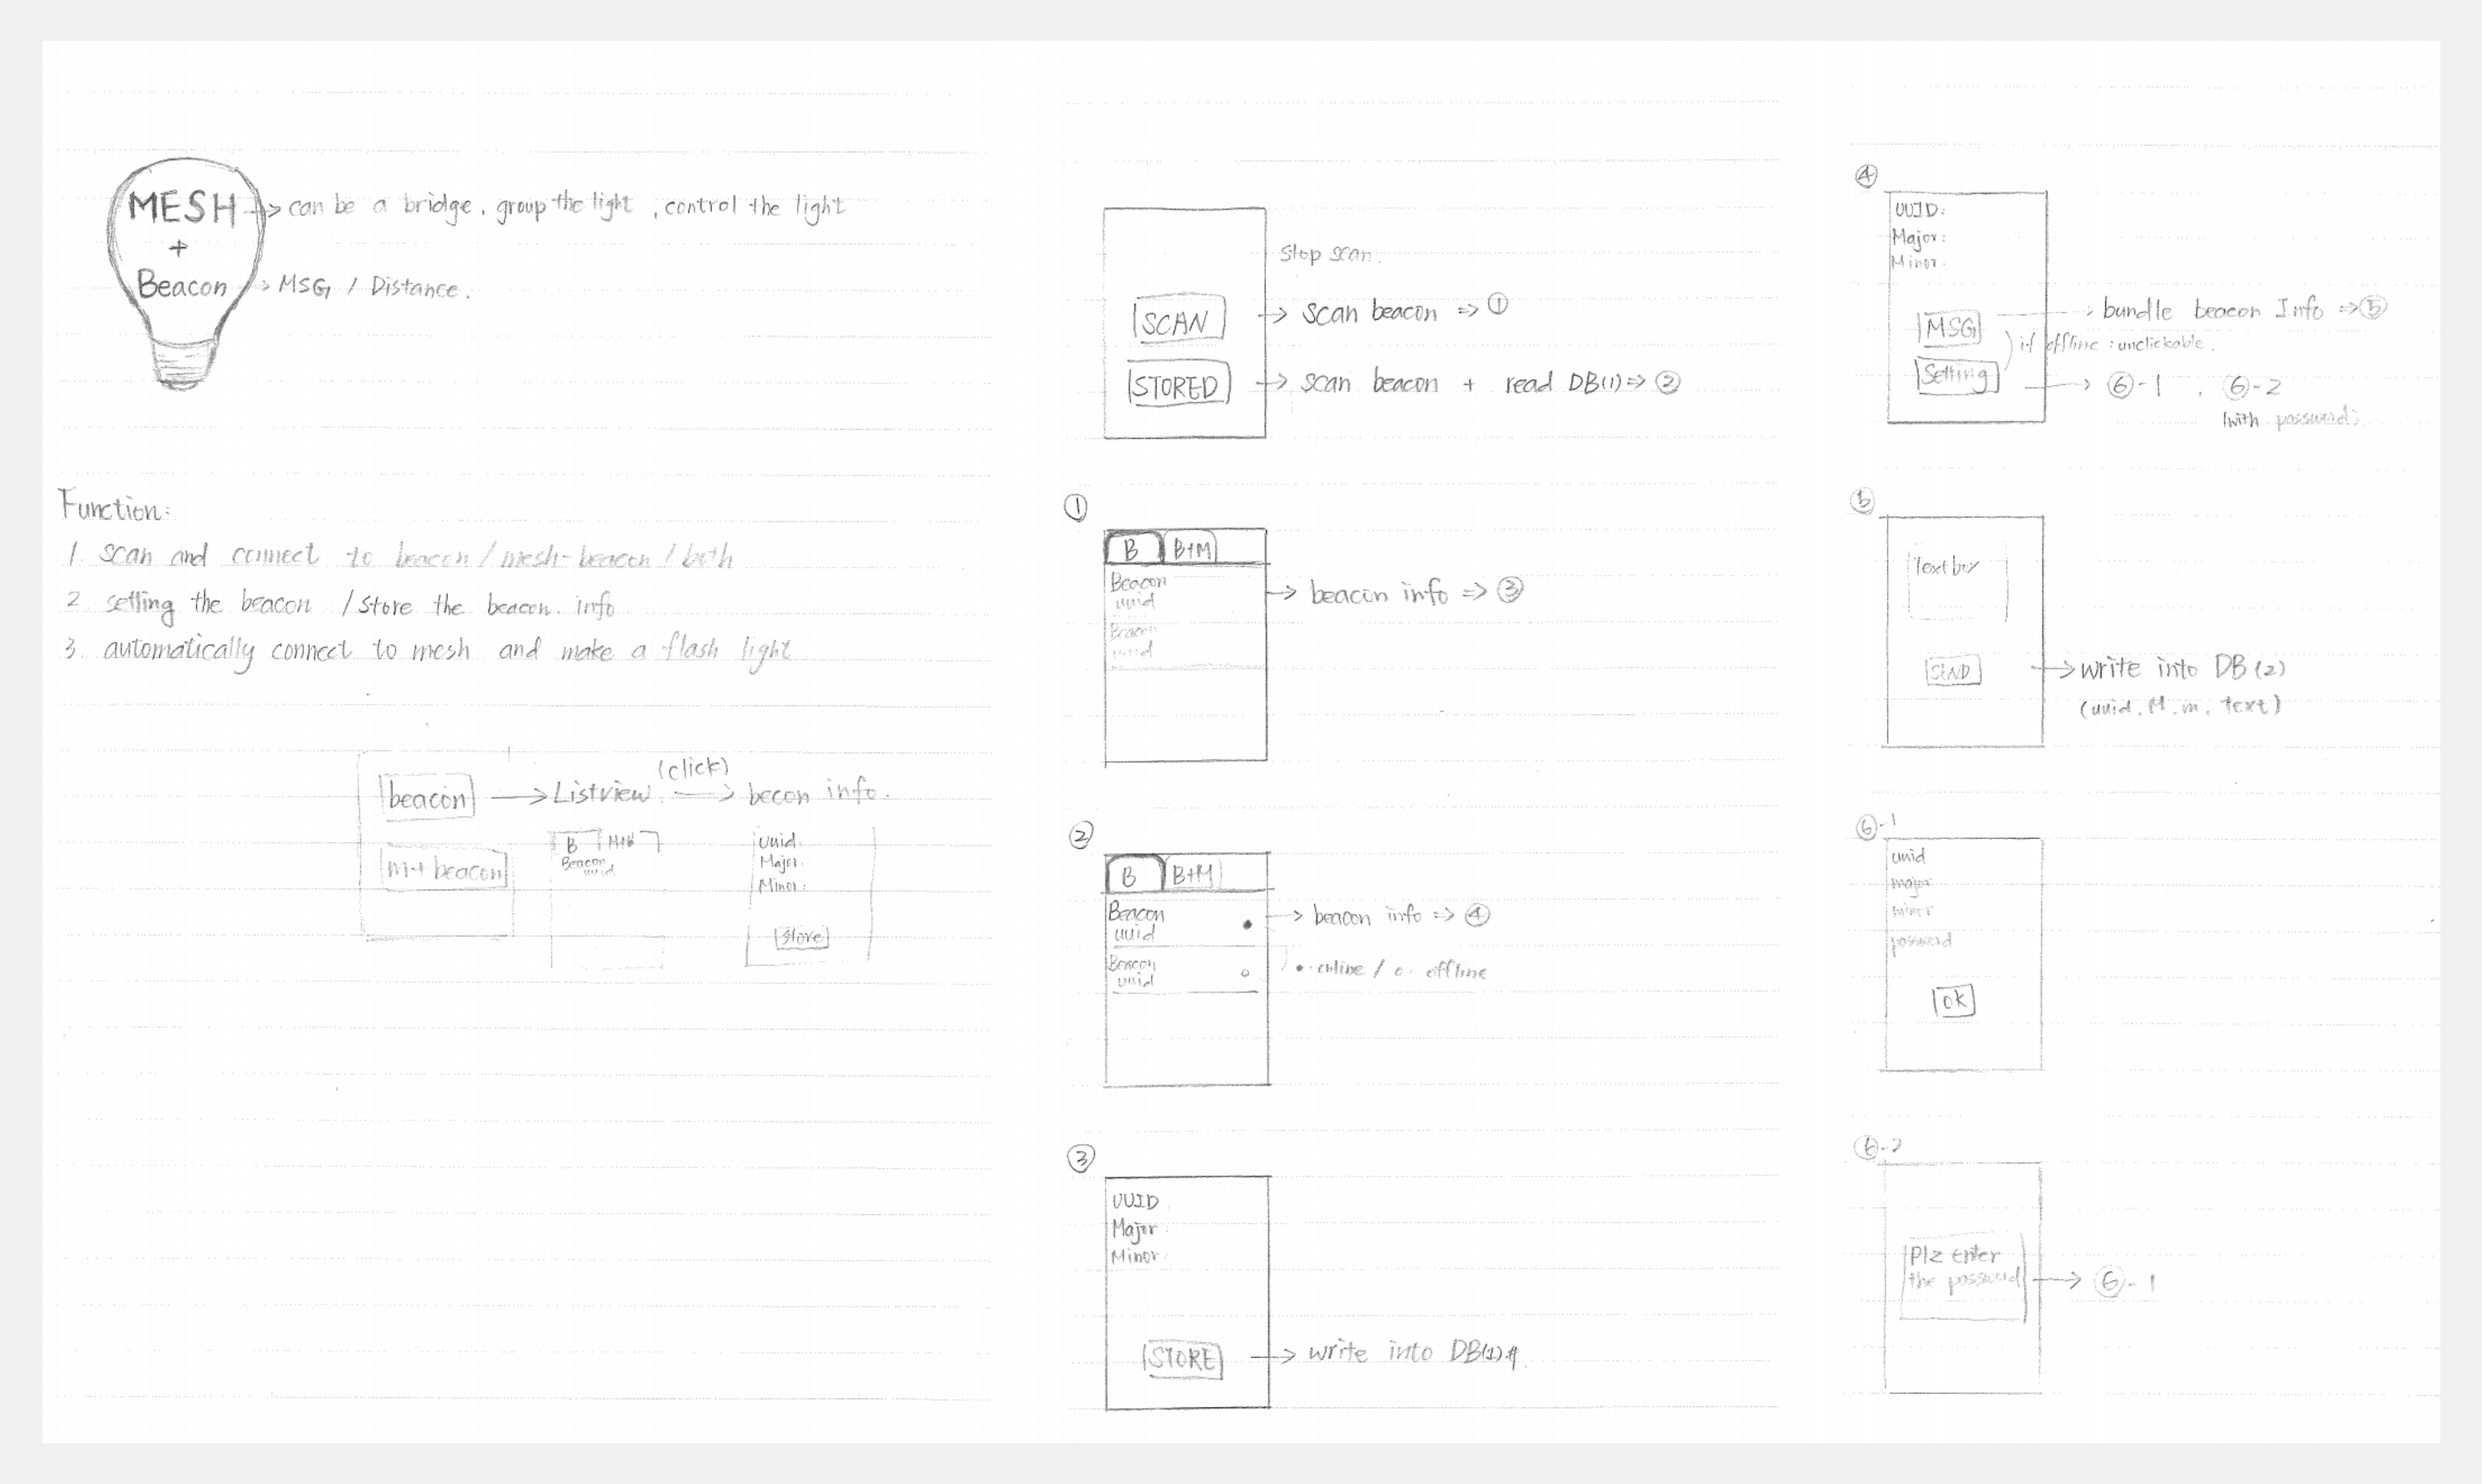 MESH -> can be a bridge, group the light, control the light
+
Beacon -> MSG / Distance.
Function:
1. scan and connect to beacon / mesh-beacon / both
2. setting the beacon / store the beacon info
3. automatically connect to mesh and make a flash light
beacon → Listview (click) → becon info.
m+ beacon
B M+B
Beacon
uuid
uuid.
Major.
Minor:
store
stop scan.
SCAN → scan beacon => ①
STORED → scan beacon + read DB(1) => ②
①
B B+M
Beacon
uuid
→ beacon info => ③
Beacon
uuid
②
B B+M
Beacon
uuid ●
→ beacon info => ④
Beacon
uuid ○
●: online / ○: offline
③
UUID
Major
Minor
STORE → write into DB(1)
④
UUID:
Major:
Minor.
MSG → bundle beacon Info => ⑤
if offline : unclickable.
Setting → ⑥-1 , ⑥-2
(with password)
⑤
Text box
SEND → write into DB (2)
(uuid, M, m, text)
⑥-1
uuid
major
minor
password
OK
⑥-2
Plz enter
the password → ⑥-1